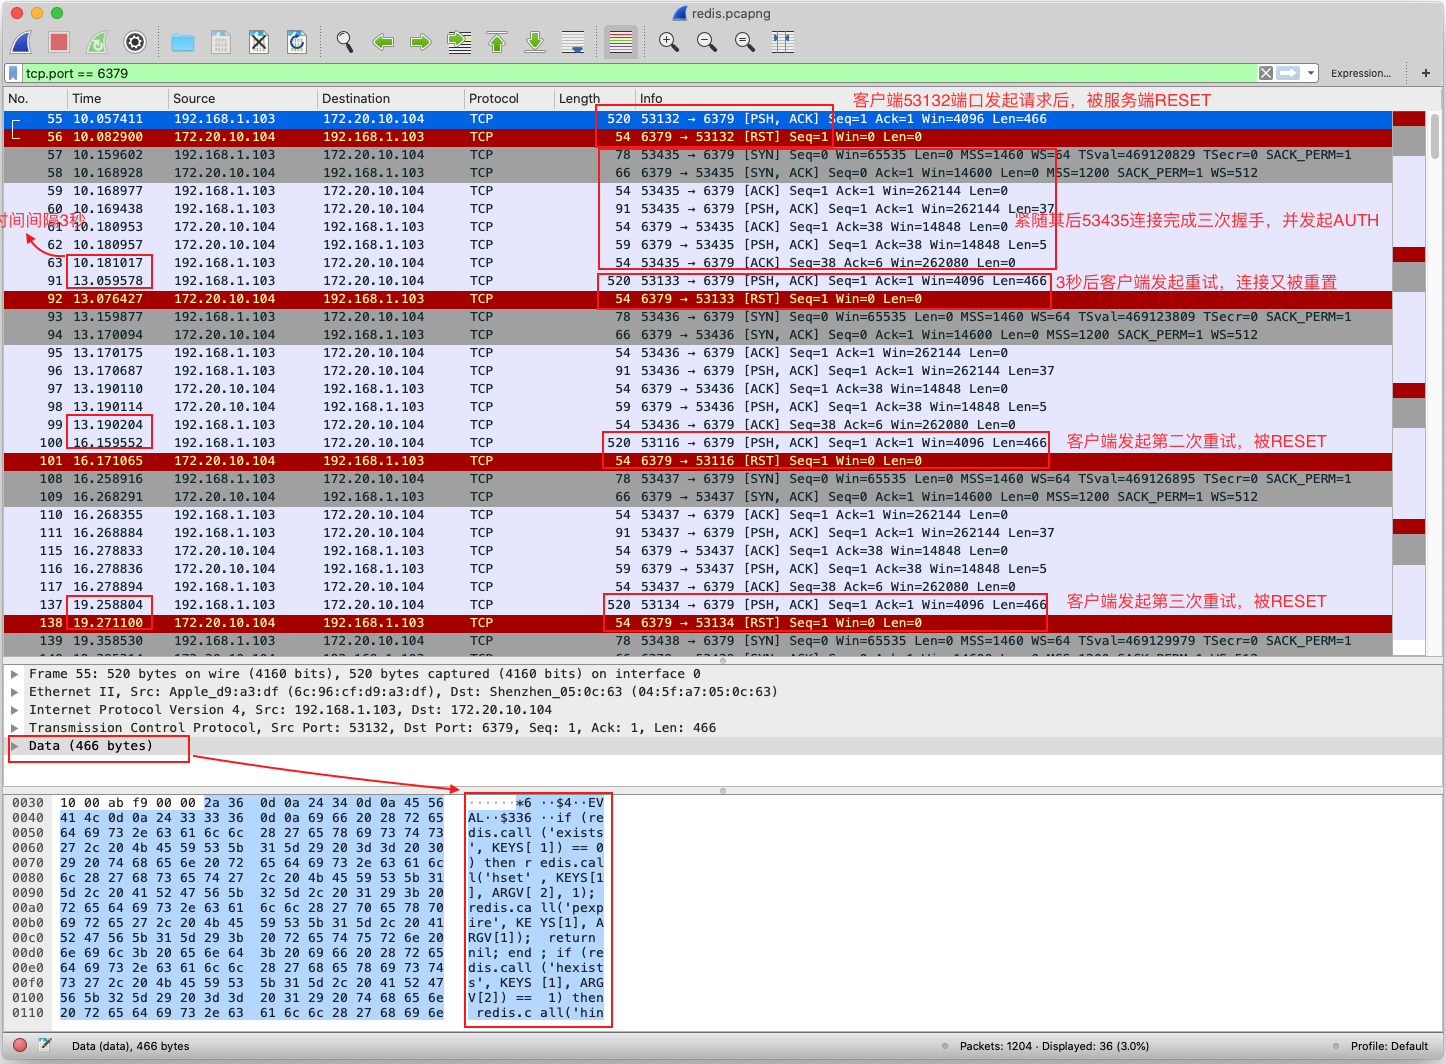 redis.pcapng
tcp.port == 6379
Expression...
+
No. Time Source Destination Protocol Length Info
客户端53132端口发起请求后，被服务端RESET
55 10.057411 192.168.1.103 172.20.10.104 TCP 520 53132 → 6379 [PSH, ACK] Seq=1 Ack=1 Win=4096 Len=466
56 10.082900 172.20.10.104 192.168.1.103 TCP 54 6379 → 53132 [RST] Seq=1 Win=0 Len=0
57 10.159602 192.168.1.103 172.20.10.104 TCP 78 53435 → 6379 [SYN] Seq=0 Win=65535 Len=0 MSS=1460 WS=64 TSval=469120829 TSecr=0 SACK_PERM=1
58 10.168928 172.20.10.104 192.168.1.103 TCP 66 6379 → 53435 [SYN, ACK] Seq=0 Ack=1 Win=14600 Len=0 MSS=1200 SACK_PERM=1 WS=512
59 10.168977 192.168.1.103 172.20.10.104 TCP 54 53435 → 6379 [ACK] Seq=1 Ack=1 Win=262144 Len=0
60 10.169438 192.168.1.103 172.20.10.104 TCP 91 53435 → 6379 [PSH, ACK] Seq=1 Ack=1 Win=262144 Len=37
时间间隔3秒
紧随其后53435连接完成三次握手，并发起AUTH
61 10.180953 172.20.10.104 192.168.1.103 TCP 54 6379 → 53435 [ACK] Seq=1 Ack=38 Win=14848 Len=0
62 10.180957 172.20.10.104 192.168.1.103 TCP 59 6379 → 53435 [PSH, ACK] Seq=1 Ack=38 Win=14848 Len=5
63 10.181017 192.168.1.103 172.20.10.104 TCP 54 53435 → 6379 [ACK] Seq=38 Ack=6 Win=262080 Len=0
91 13.059578 192.168.1.103 172.20.10.104 TCP 520 53133 → 6379 [PSH, ACK] Seq=1 Ack=1 Win=4096 Len=466
3秒后客户端发起重试，连接又被重置
92 13.076427 172.20.10.104 192.168.1.103 TCP 54 6379 → 53133 [RST] Seq=1 Win=0 Len=0
93 13.159877 192.168.1.103 172.20.10.104 TCP 78 53436 → 6379 [SYN] Seq=0 Win=65535 Len=0 MSS=1460 WS=64 TSval=469123809 TSecr=0 SACK_PERM=1
94 13.170094 172.20.10.104 192.168.1.103 TCP 66 6379 → 53436 [SYN, ACK] Seq=0 Ack=1 Win=14600 Len=0 MSS=1200 SACK_PERM=1 WS=512
95 13.170175 192.168.1.103 172.20.10.104 TCP 54 53436 → 6379 [ACK] Seq=1 Ack=1 Win=262144 Len=0
96 13.170687 192.168.1.103 172.20.10.104 TCP 91 53436 → 6379 [PSH, ACK] Seq=1 Ack=1 Win=262144 Len=37
97 13.190110 172.20.10.104 192.168.1.103 TCP 54 6379 → 53436 [ACK] Seq=1 Ack=38 Win=14848 Len=0
98 13.190114 172.20.10.104 192.168.1.103 TCP 59 6379 → 53436 [PSH, ACK] Seq=1 Ack=38 Win=14848 Len=5
99 13.190204 192.168.1.103 172.20.10.104 TCP 54 53436 → 6379 [ACK] Seq=38 Ack=6 Win=262080 Len=0
100 16.159552 192.168.1.103 172.20.10.104 TCP 520 53116 → 6379 [PSH, ACK] Seq=1 Ack=1 Win=4096 Len=466
客户端发起第二次重试，被RESET
101 16.171065 172.20.10.104 192.168.1.103 TCP 54 6379 → 53116 [RST] Seq=1 Win=0 Len=0
108 16.258916 192.168.1.103 172.20.10.104 TCP 78 53437 → 6379 [SYN] Seq=0 Win=65535 Len=0 MSS=1460 WS=64 TSval=469126895 TSecr=0 SACK_PERM=1
109 16.268291 172.20.10.104 192.168.1.103 TCP 66 6379 → 53437 [SYN, ACK] Seq=0 Ack=1 Win=14600 Len=0 MSS=1200 SACK_PERM=1 WS=512
110 16.268355 192.168.1.103 172.20.10.104 TCP 54 53437 → 6379 [ACK] Seq=1 Ack=1 Win=262144 Len=0
111 16.268884 192.168.1.103 172.20.10.104 TCP 91 53437 → 6379 [PSH, ACK] Seq=1 Ack=1 Win=262144 Len=37
115 16.278833 172.20.10.104 192.168.1.103 TCP 54 6379 → 53437 [ACK] Seq=1 Ack=38 Win=14848 Len=0
116 16.278836 172.20.10.104 192.168.1.103 TCP 59 6379 → 53437 [PSH, ACK] Seq=1 Ack=38 Win=14848 Len=5
117 16.278894 192.168.1.103 172.20.10.104 TCP 54 53437 → 6379 [ACK] Seq=38 Ack=6 Win=262080 Len=0
137 19.258804 192.168.1.103 172.20.10.104 TCP 520 53134 → 6379 [PSH, ACK] Seq=1 Ack=1 Win=4096 Len=466
客户端发起第三次重试，被RESET
138 19.271100 172.20.10.104 192.168.1.103 TCP 54 6379 → 53134 [RST] Seq=1 Win=0 Len=0
139 19.358530 192.168.1.103 172.20.10.104 TCP 78 53438 → 6379 [SYN] Seq=0 Win=65535 Len=0 MSS=1460 WS=64 TSval=469129979 TSecr=0 SACK_PERM=1
Frame 55: 520 bytes on wire (4160 bits), 520 bytes captured (4160 bits) on interface 0
Ethernet II, Src: Apple_d9:a3:df (6c:96:cf:d9:a3:df), Dst: Shenzhen_05:0c:63 (04:5f:a7:05:0c:63)
Internet Protocol Version 4, Src: 192.168.1.103, Dst: 172.20.10.104
Transmission Control Protocol, Src Port: 53132, Dst Port: 6379, Seq: 1, Ack: 1, Len: 466
Data (466 bytes)
0030 10 00 ab f9 00 00 2a 36 0d 0a 24 34 0d 0a 45 56 ······*6 ··$4··EV
0040 41 4c 0d 0a 24 33 33 36 0d 0a 69 66 20 28 72 65 AL··$336 ··if (re
0050 64 69 73 2e 63 61 6c 6c 28 27 65 78 69 73 74 73 dis.call ('exists
0060 27 2c 20 4b 45 59 53 5b 31 5d 29 20 3d 3d 20 30 ', KEYS[ 1]) == 0
0070 29 20 74 68 65 6e 20 72 65 64 69 73 2e 63 61 6c ) then r edis.cal
0080 6c 28 27 68 73 65 74 27 2c 20 4b 45 59 53 5b 31 l('hset' , KEYS[1
0090 5d 2c 20 41 52 47 56 5b 32 5d 2c 20 31 29 3b 20 ], ARGV[ 2], 1);
00a0 72 65 64 69 73 2e 63 61 6c 6c 28 27 70 65 78 70 redis.ca ll('pexp
00b0 69 72 65 27 2c 20 4b 45 59 53 5b 31 5d 2c 20 41 ire', KE YS[1], A
00c0 52 47 56 5b 31 5d 29 3b 20 72 65 74 75 72 6e 20 RGV[1]); return
00d0 6e 69 6c 3b 20 65 6e 64 3b 20 69 66 20 28 72 65 nil; end ; if (re
00e0 64 69 73 2e 63 61 6c 6c 28 27 68 65 78 69 73 74 dis.call ('hexist
00f0 73 27 2c 20 4b 45 59 53 5b 31 5d 2c 20 41 52 47 s', KEYS [1], ARG
0100 56 5b 32 5d 29 20 3d 3d 20 31 29 20 74 68 65 6e V[2]) == 1) then
0110 20 72 65 64 69 73 2e 63 61 6c 6c 28 27 68 69 6e redis.c all('hin
Data (data), 466 bytes
Packets: 1204 · Displayed: 36 (3.0%)
Profile: Default